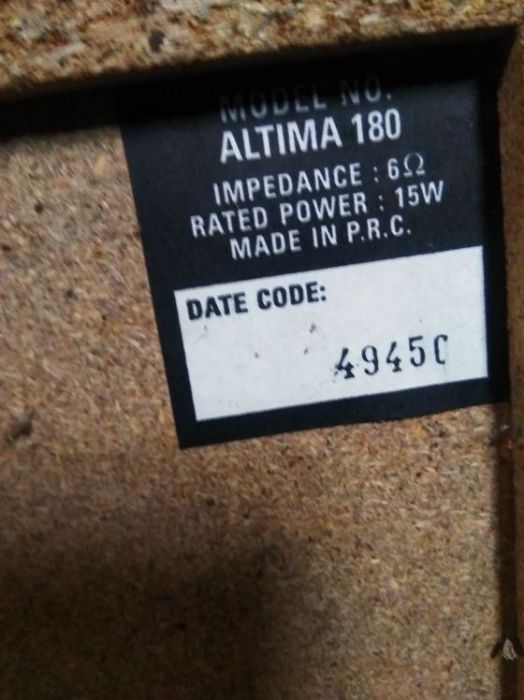 MODEL NO.
ALTIMA 180
IMPEDANCE : 6Ω
RATED POWER : 15W
MADE IN P.R.C.
DATE CODE:
4945C